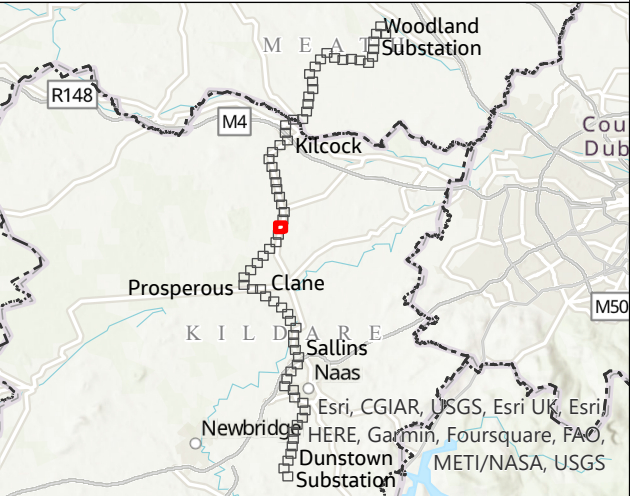 Woodland
Substation
MEATH
R148
M4
Cou
Dub
Kilcock
Prosperous
Clane
M50
KILDARE
Sallins
Naas
Newbridge
Esri, CGIAR, USGS, Esri UK, Esri,
HERE, Garmin, Foursquare, FAO,
METI/NASA, USGS
Dunstown
Substation